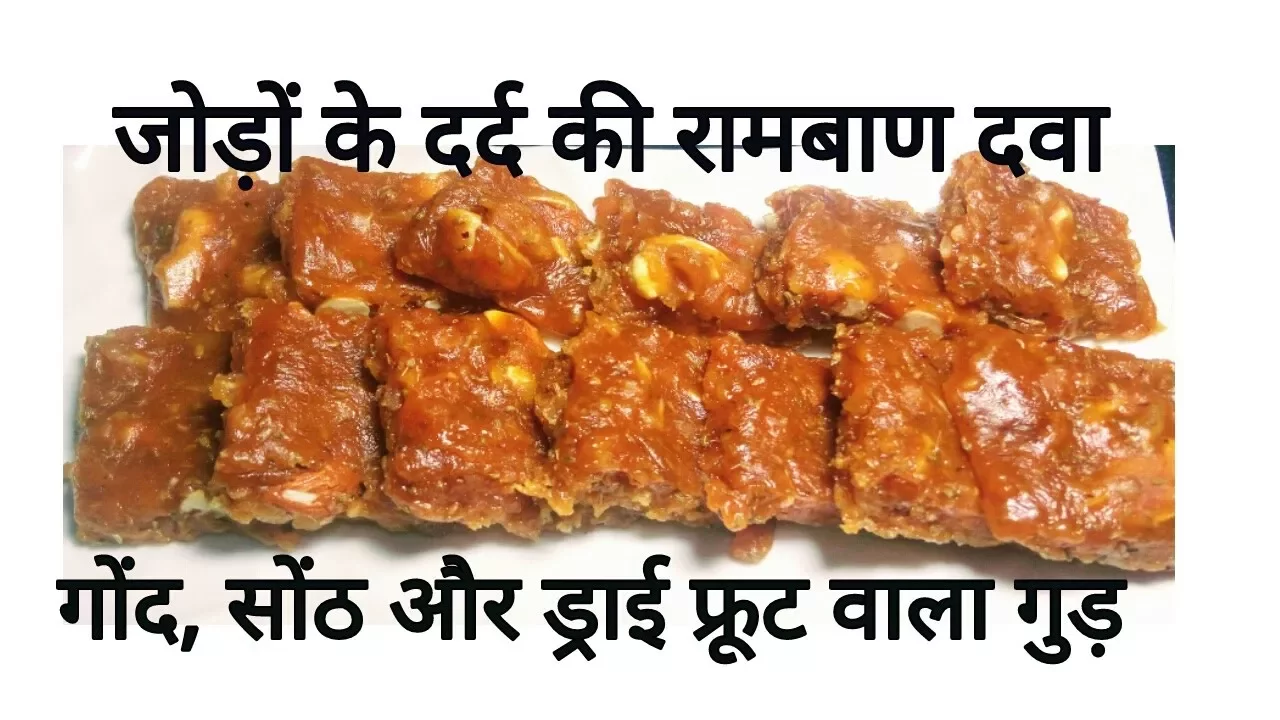 जोड़ों के दर्द की रामबाण दवा
गोंद, सोंठ और ड्राई फ्रूट वाला गुड़